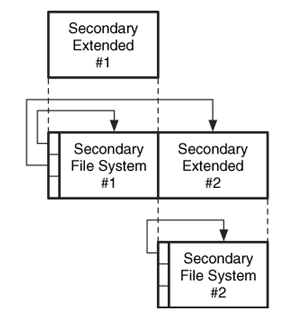 Secondary
Extended
#1
Secondary
File System
#1
Secondary
Extended
#2
Secondary
File System
#2